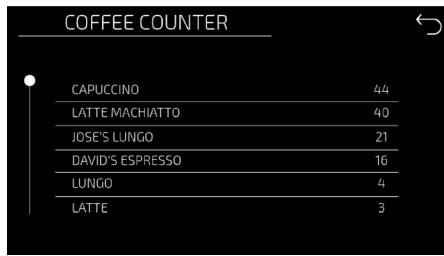 COFFEE COUNTER
CAPUCCINO 44
LATTE MACHIATTO 40
JOSE'S LUNGO 21
DAVID'S ESPRESSO 16
LUNGO 4
LATTE 3